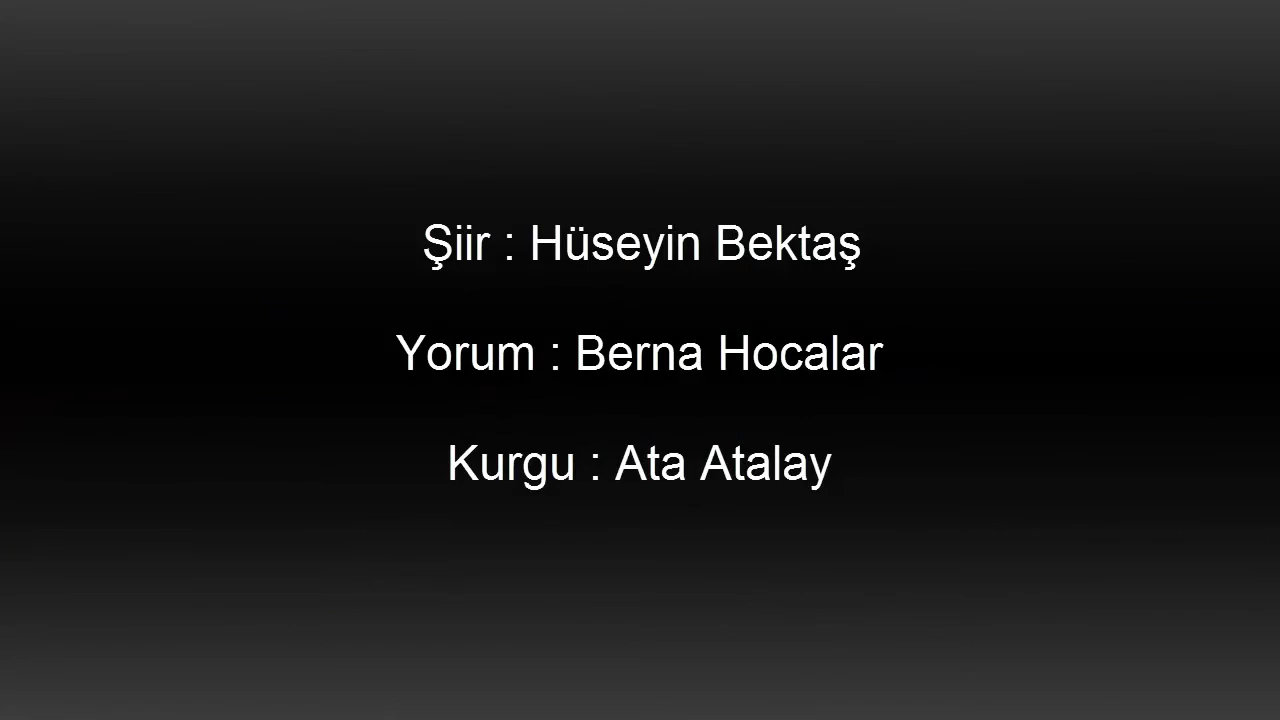 Şiir : Hüseyin Bektaş
Yorum : Berna Hocalar
Kurgu : Ata Atalay